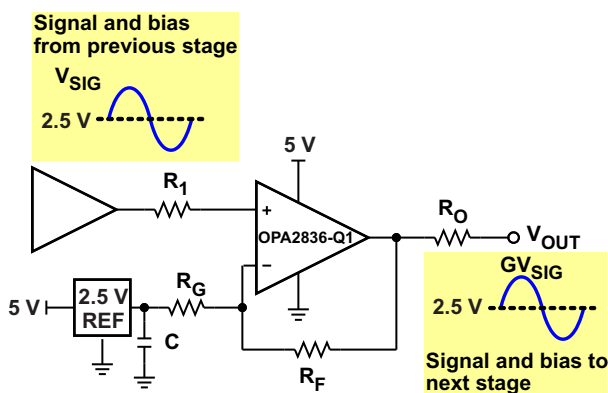 Signal and bias
from previous stage
VSIG
2.5 V
5 V
R1
+
OPA2836-Q1
−
RO
VOUT
GVSIG
2.5 V
Signal and bias to
next stage
5 V
2.5 V
REF
C
RG
RF